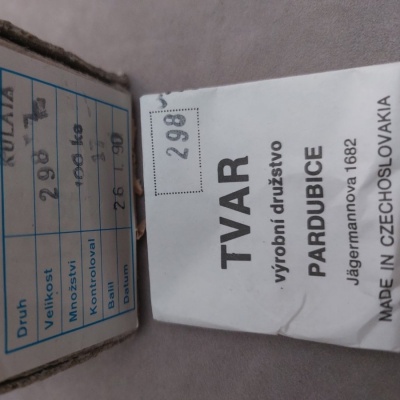 Druh KULATÁ
Velikost 298
Množství 100 ks
Kontroloval
Balil
Datum 26 1. 90
298
TVAR
výrobní družstvo
PARDUBICE
Jägermannova 1682
MADE IN CZECHOSLOVAKIA